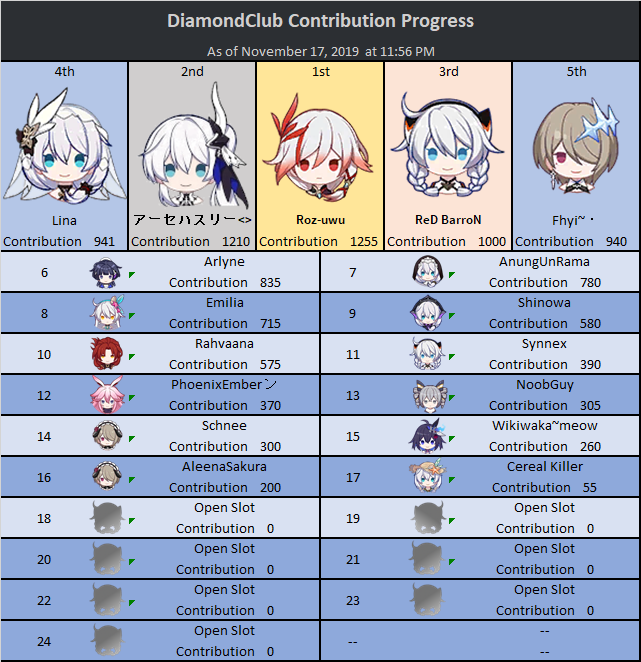 DiamondClub Contribution Progress
As of November 17, 2019 at 11:56 PM
4th 2nd 1st 3rd 5th
Lina アーセハスリー<> Roz-uwu ReD BarroN Fhyi~・
Contribution 941 Contribution 1210 Contribution 1255 Contribution 1000 Contribution 940
6 Arlyne Contribution 835
7 AnungUnRama Contribution 780
8 Emilia Contribution 715
9 Shinowa Contribution 580
10 Rahvaana Contribution 575
11 Synnex Contribution 390
12 PhoenixEmberン Contribution 370
13 NoobGuy Contribution 305
14 Schnee Contribution 300
15 Wikiwaka~meow Contribution 260
16 AleenaSakura Contribution 200
17 Cereal Killer Contribution 55
18 Open Slot Contribution 0
19 Open Slot Contribution 0
20 Open Slot Contribution 0
21 Open Slot Contribution 0
22 Open Slot Contribution 0
23 Open Slot Contribution 0
24 Open Slot Contribution 0
-- -- --